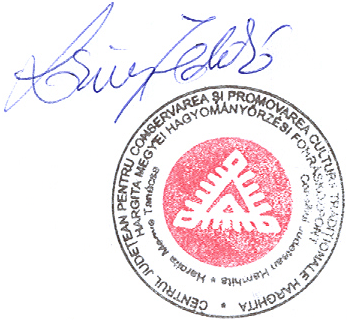 CENTRUL JUDEȚEAN PENTRU CONSERVAREA ȘI PROMOVAREA CULTURII TRADIȚIONALE HARGHITA
HARGITA MEGYEI HAGYOMÁNYŐRZÉSI FORRÁSKÖZPONT
Hargita Megye Tanácsa • Consiliul Județean Harghita